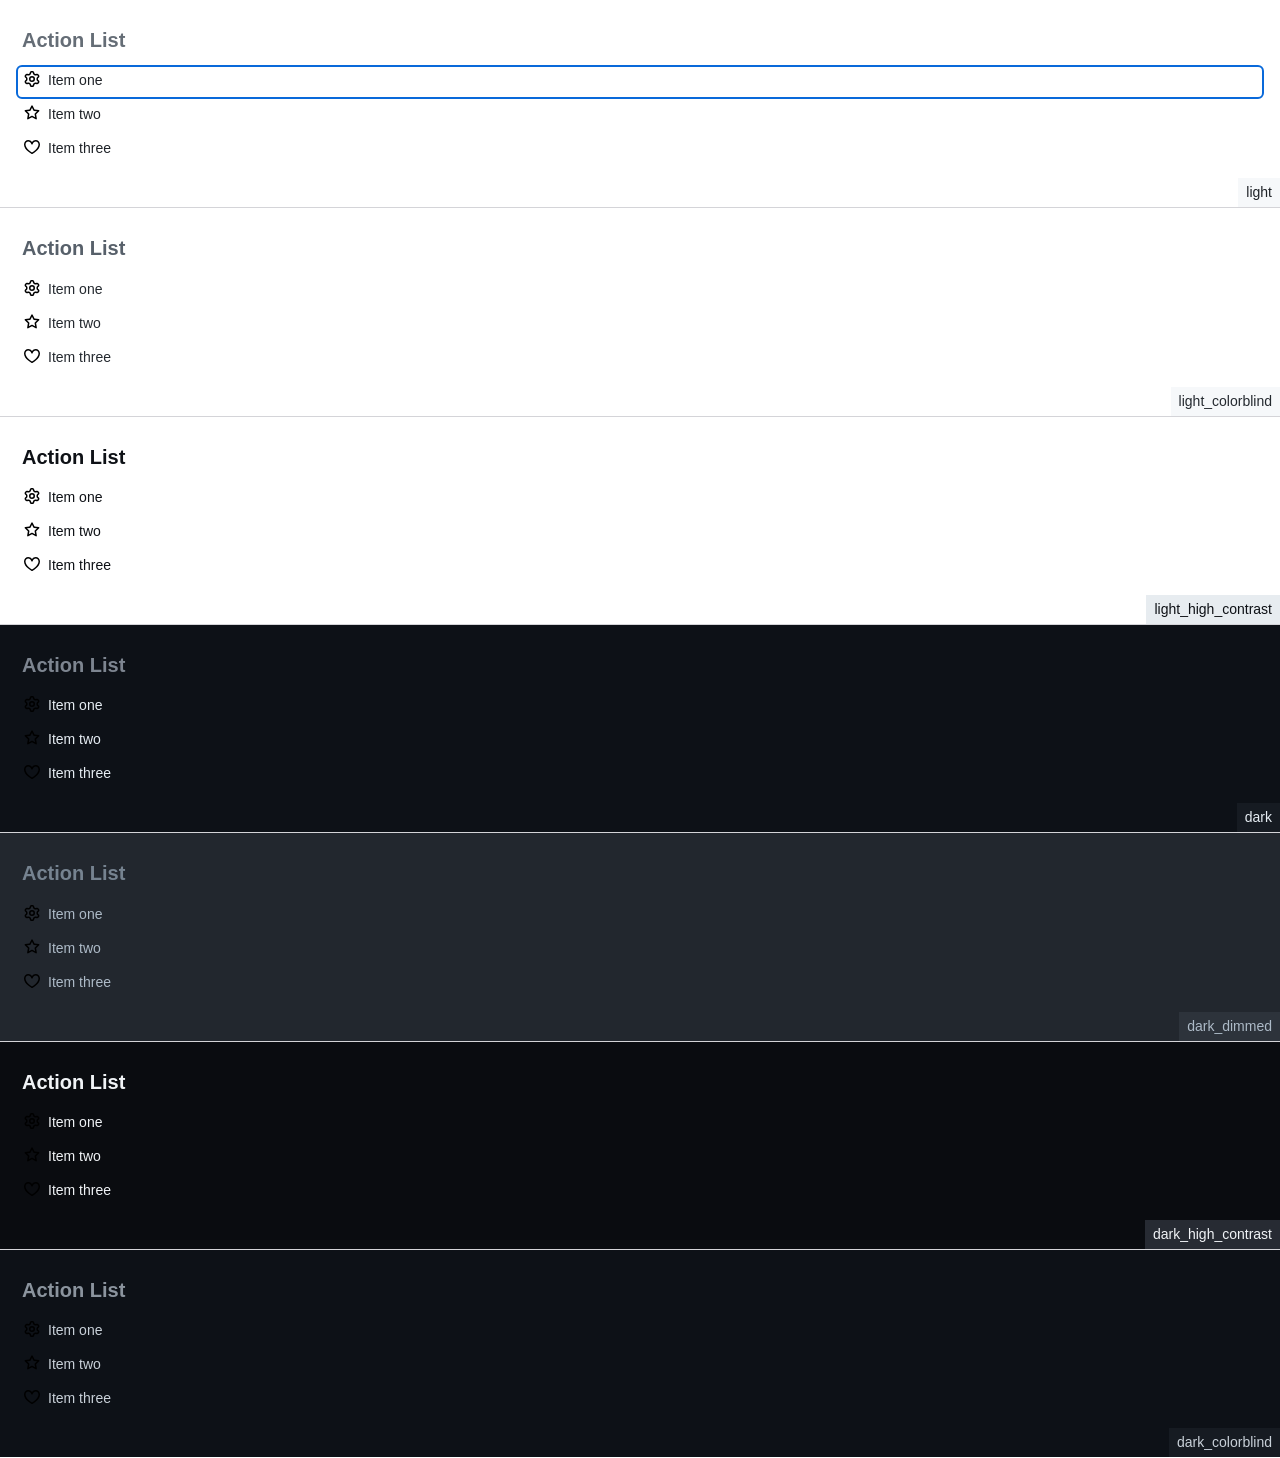 Action List
Item one
Item two
Item three
light
Action List
Item one
Item two
Item three
light_colorblind
Action List
Item one
Item two
Item three
light_high_contrast
Action List
Item one
Item two
Item three
dark
Action List
Item one
Item two
Item three
dark_dimmed
Action List
Item one
Item two
Item three
dark_high_contrast
Action List
Item one
Item two
Item three
dark_colorblind